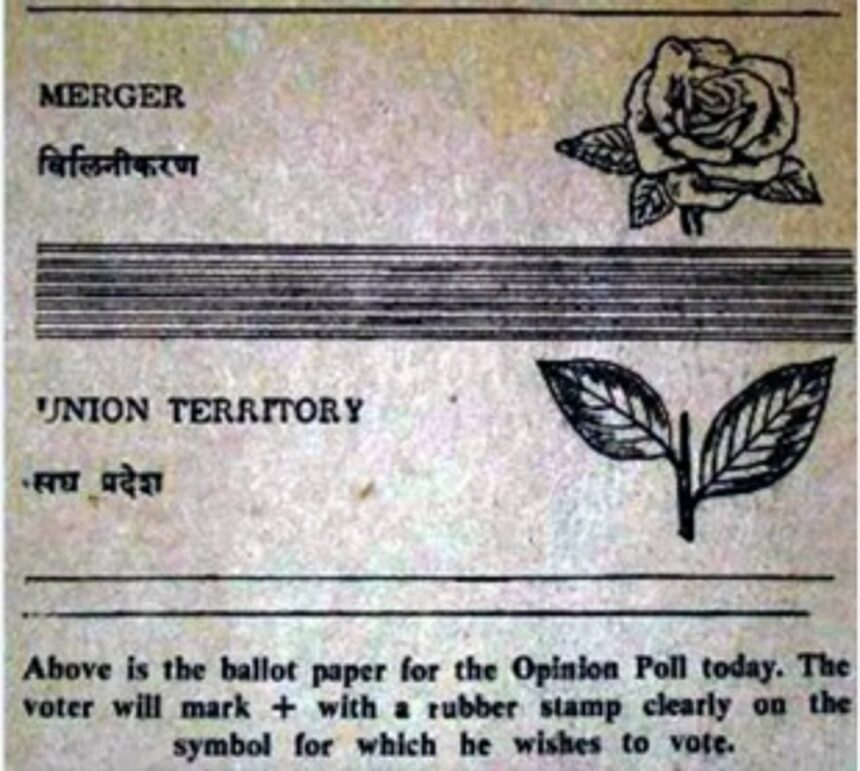 MERGER
विलिनीकरण
UNION TERRITORY
सघ प्रदेश
Above is the ballot paper for the Opinion Poll today. The
voter will mark + with a rubber stamp clearly on the
symbol for which he wishes to vote.